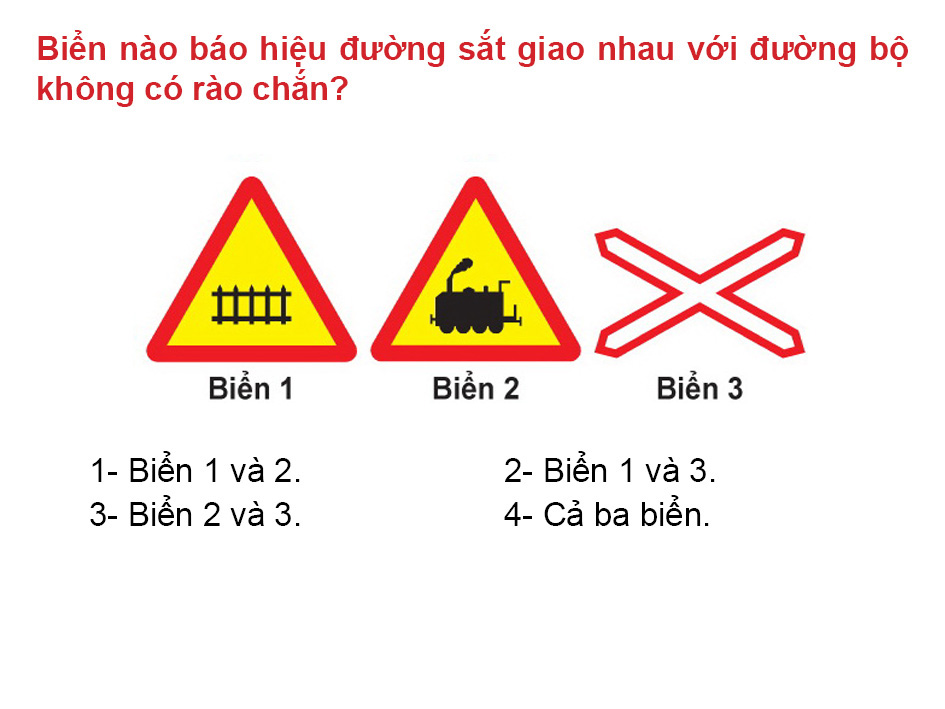 Biển nào báo hiệu đường sắt giao nhau với đường bộ
không có rào chắn?
Biển 1 Biển 2 Biển 3
1- Biển 1 và 2. 2- Biển 1 và 3.
3- Biển 2 và 3. 4- Cả ba biển.